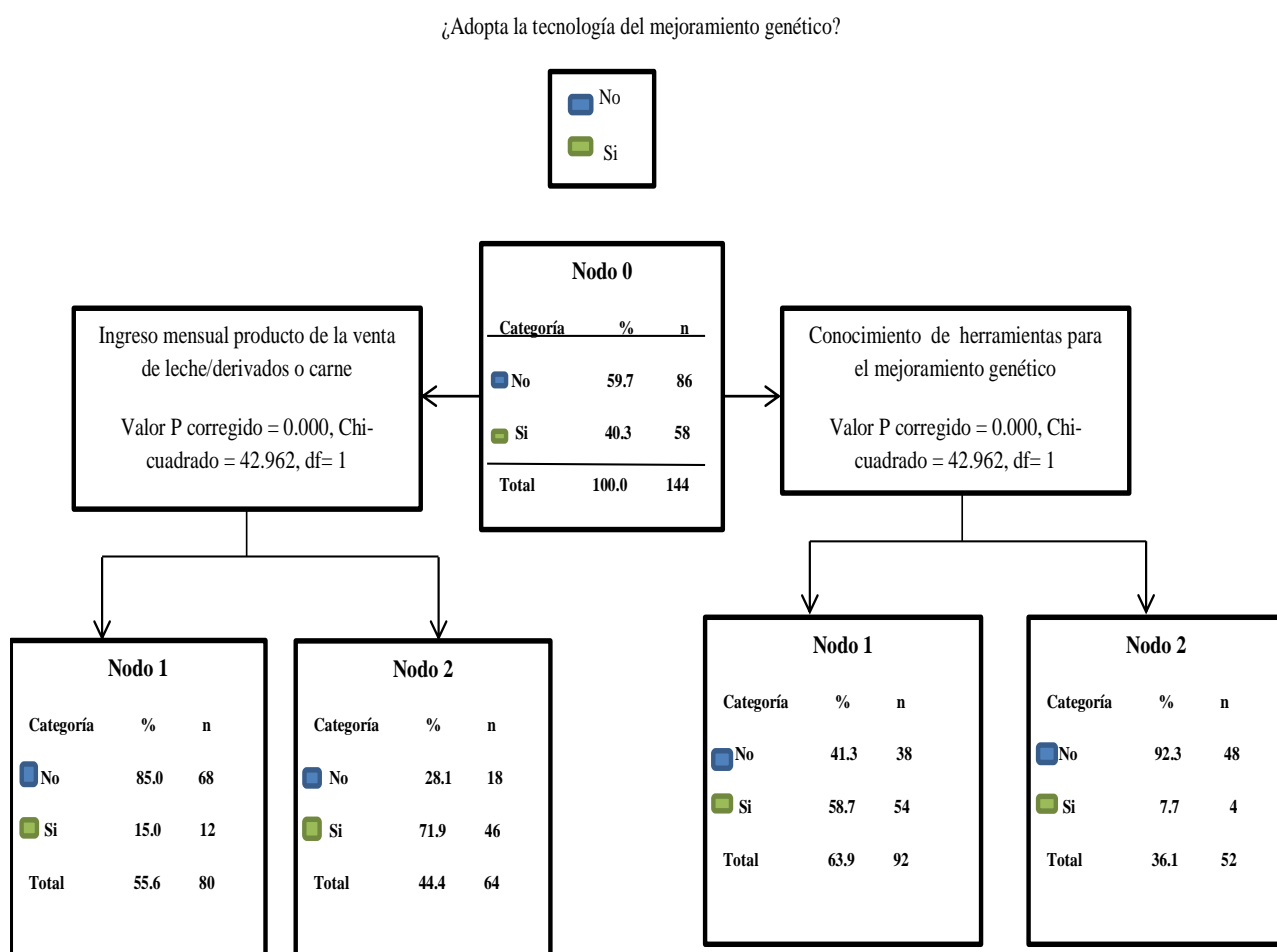 ¿Adopta la tecnología del mejoramiento genético?
No
Si
Nodo 0
Categoría % n
No 59.7 86
Si 40.3 58
Total 100.0 144
Ingreso mensual producto de la venta
de leche/derivados o carne
Valor P corregido = 0.000, Chi-
cuadrado = 42.962, df= 1
Conocimiento de herramientas para
el mejoramiento genético
Valor P corregido = 0.000, Chi-
cuadrado = 42.962, df= 1
Nodo 1
Categoría % n
No 85.0 68
Si 15.0 12
Total 55.6 80
Nodo 2
Categoría % n
No 28.1 18
Si 71.9 46
Total 44.4 64
Nodo 1
Categoría % n
No 41.3 38
Si 58.7 54
Total 63.9 92
Nodo 2
Categoría % n
No 92.3 48
Si 7.7 4
Total 36.1 52